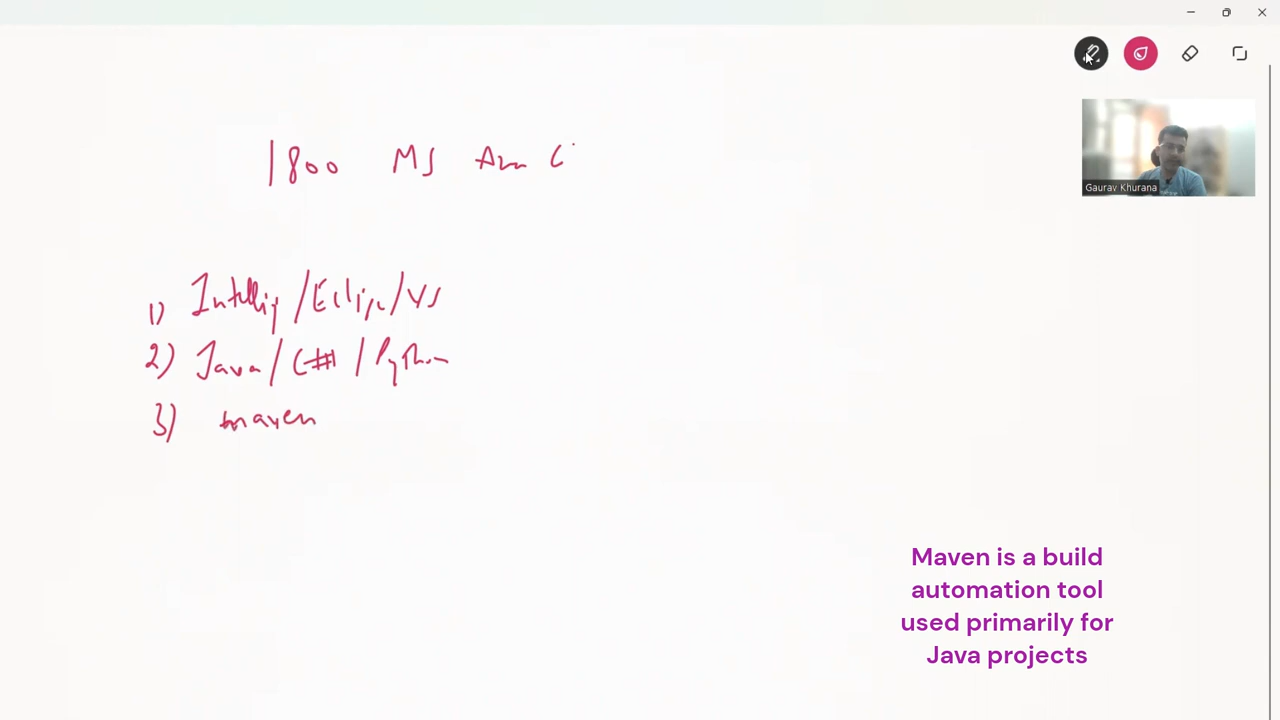 1800 MS Am C
Gaurav Khurana
1) Intellij/Eclipse/VS
2) Java/C#/Python
3) maven
Maven is a build
automation tool
used primarily for
Java projects